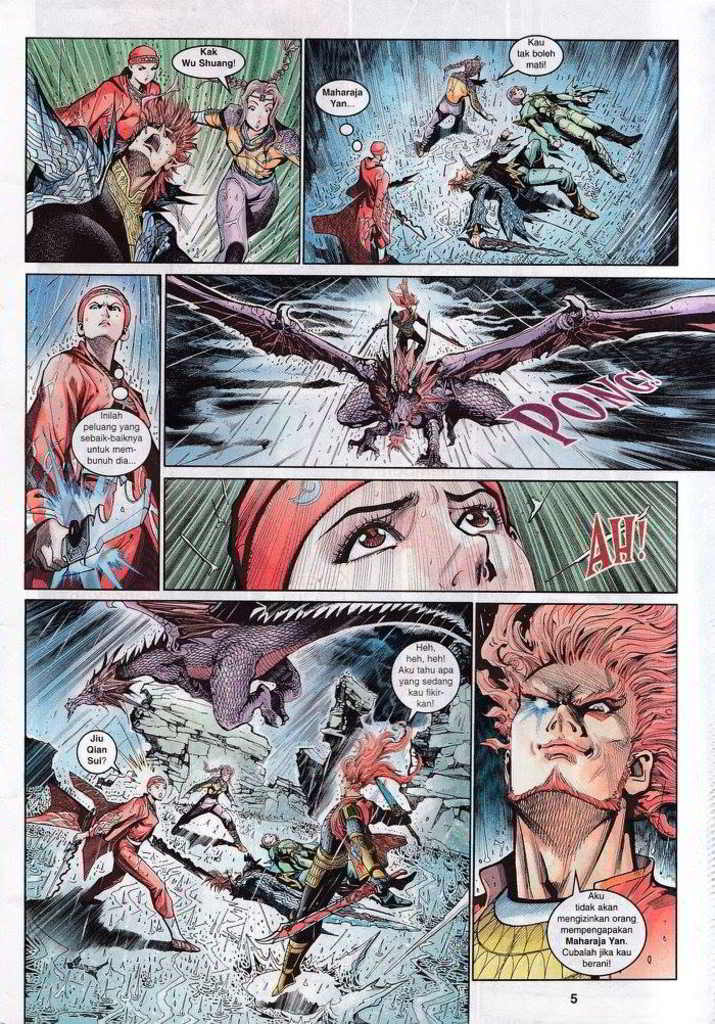 Kak
Wu Shuang!
Maharaja
Yan...
Kau
tak boleh
mati!
Inilah
peluang yang
sebaik-baiknya
untuk mem-
bunuh dia...
PONG!
AH!
Jiu
Qian
Sui?
Heh,
heh, heh!
Aku tahu apa
yang sedang
kau fikir-
kan!
Aku
tidak akan
mengizinkan orang
mempengapakan
Maharaja Yan.
Cubalah jika kau
berani!
5